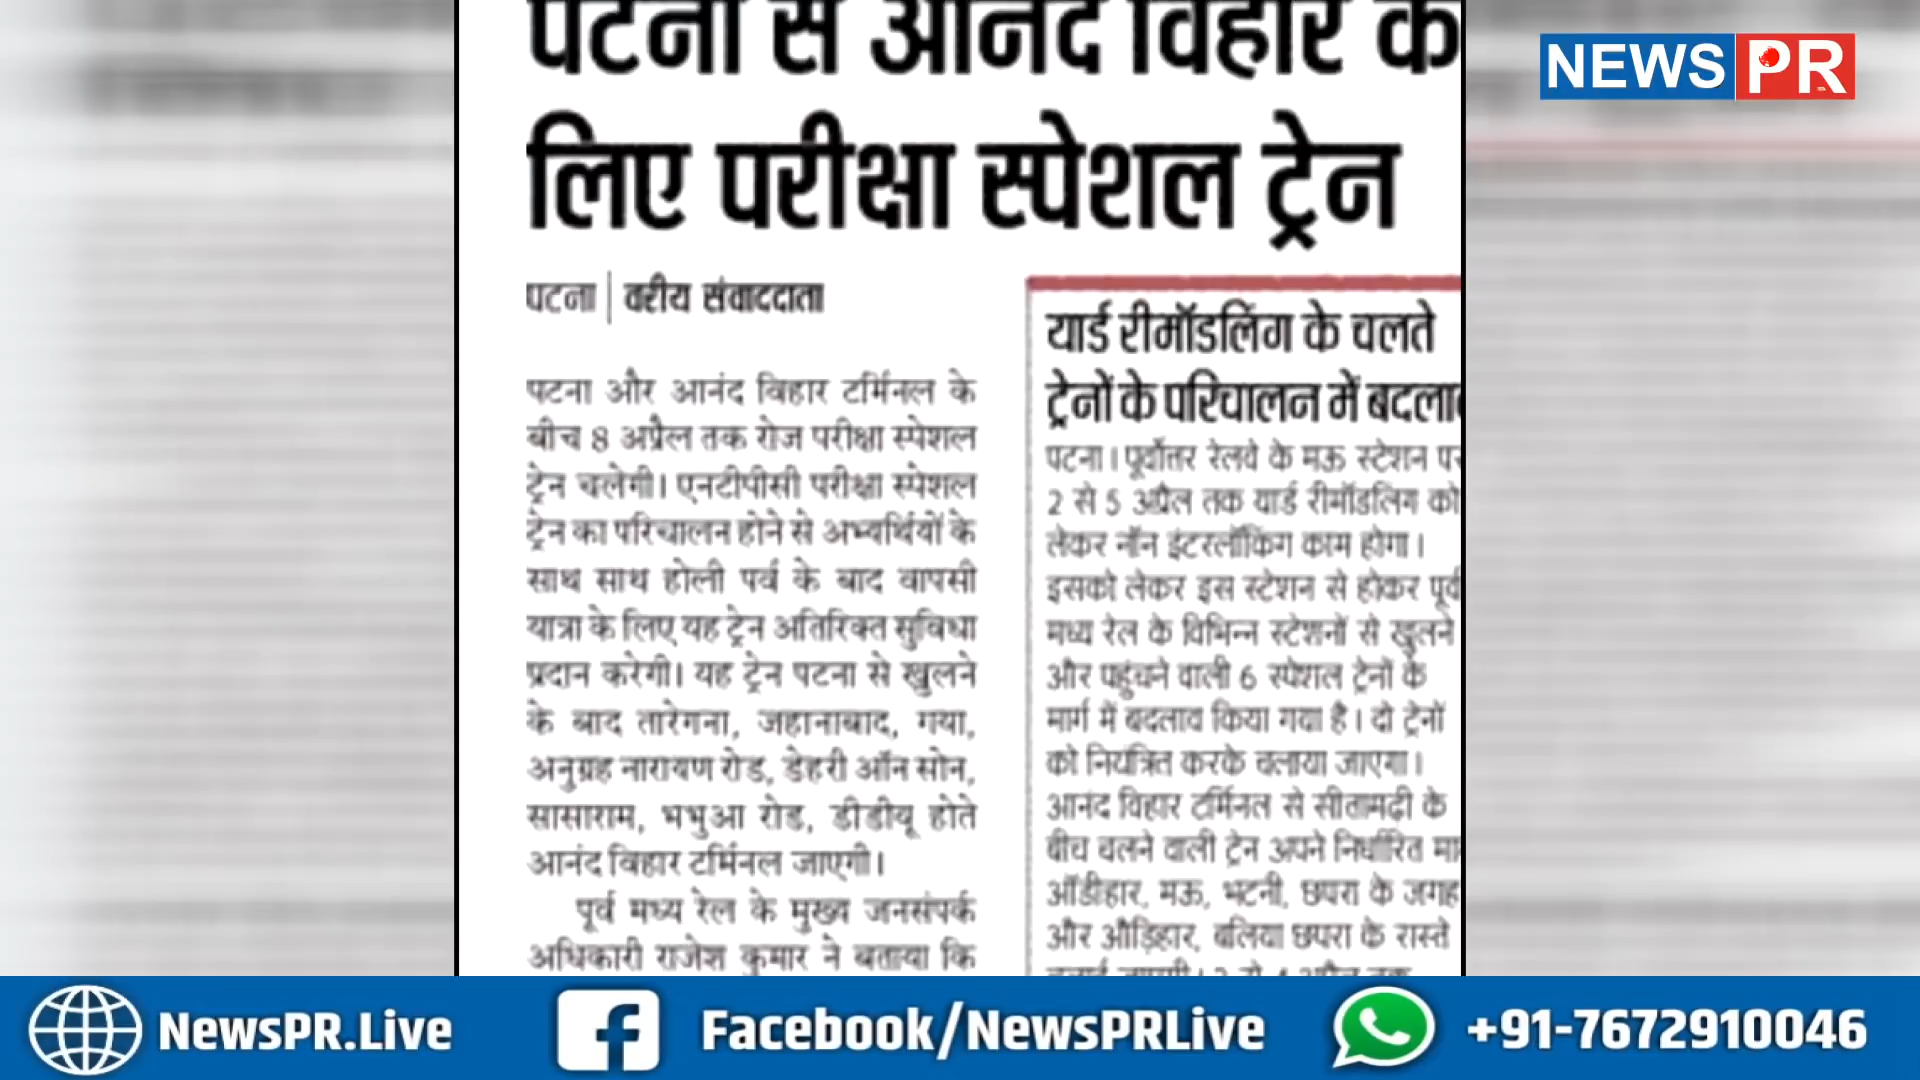 पटना से आनंद विहार के
लिए परीक्षा स्पेशल ट्रेन
पटना | वरीय संवाददाता
पटना और आनंद विहार टर्मिनल के
बीच 8 अप्रैल तक रोज परीक्षा स्पेशल
ट्रेन चलेगी। एनटीपीसी परीक्षा स्पेशल
ट्रेन का परिचालन होने से अभ्यर्थियों के
साथ साथ होली पर्व के बाद वापसी
यात्रा के लिए यह ट्रेन अतिरिक्त सुविधा
प्रदान करेगी। यह ट्रेन पटना से खुलने
के बाद तारेगना, जहानाबाद, गया,
अनुग्रह नारायण रोड, डेहरी ऑन सोन,
सासाराम, भभुआ रोड, डीडीयू होते
आनंद विहार टर्मिनल जाएगी।
पूर्व मध्य रेल के मुख्य जनसंपर्क
अधिकारी राजेश कुमार ने बताया कि
यार्ड रीमॉडलिंग के चलते
ट्रेनों के परिचालन में बदला
पटना। पूर्वोत्तर रेलवे के मऊ स्टेशन पर
2 से 5 अप्रैल तक यार्ड रीमॉडलिंग को
लेकर नॉन इंटरलॉकिंग काम होगा।
इसको लेकर इस स्टेशन से होकर पूर्व
मध्य रेल के विभिन्न स्टेशनों से खुलने
और पहुंचने वाली 6 स्पेशल ट्रेनों के
मार्ग में बदलाव किया गया है। दो ट्रेनों
को नियंत्रित करके चलाया जाएगा।
आनंद विहार टर्मिनल से सीतामढ़ी के
बीच चलने वाली ट्रेन अपने निर्धारित मा
ऑडीहार, मऊ, भटनी, छपरा के जगह
और औड़िहार, बलिया छपरा के रास्ते
NEWS PR
NewsPR.Live
Facebook/NewsPRLive
+91-7672910046